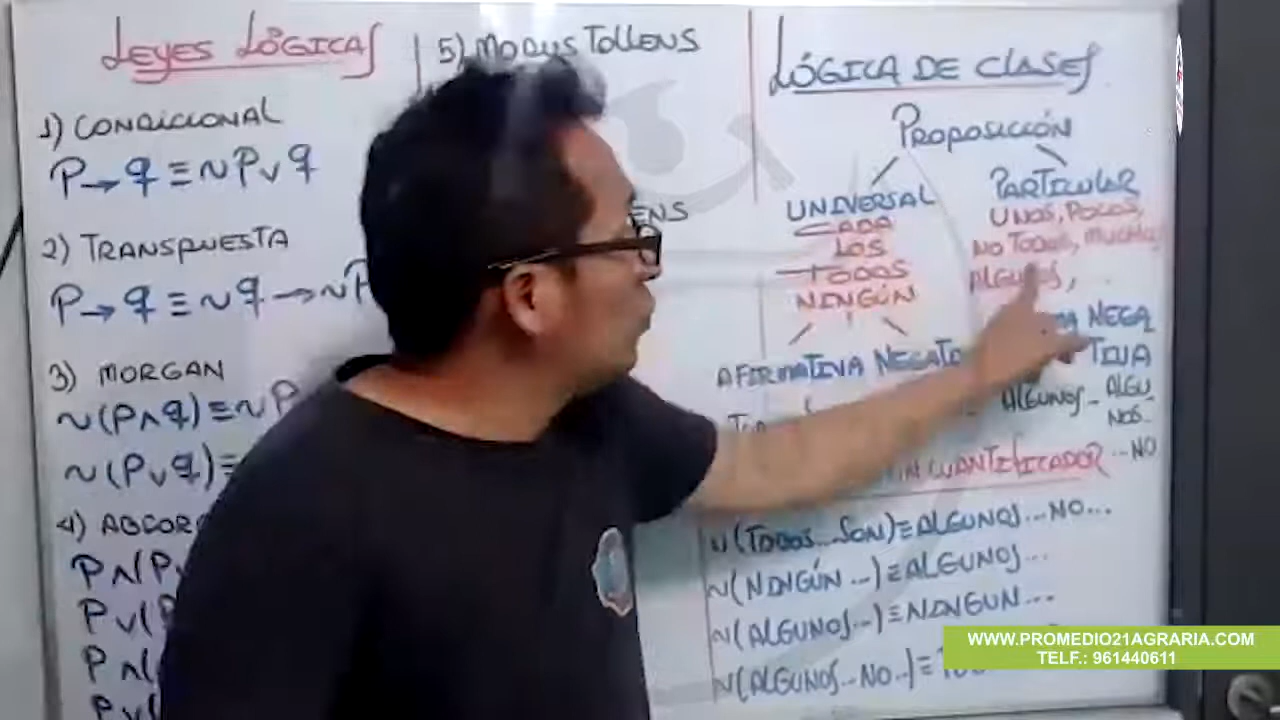 LEYES LÓGICAS
1) CONDICIONAL
P → q ≡ ~P v q
2) TRANSPUESTA
P → q ≡ ~q → ~P
3) MORGAN
~(P ∧ q) ≡ ~P
~(P v q) ≡
4) ABSOR
P ∧ (P
P v (P
P ∧ (
P v (
5) MODUS TOLLENS
ENS
LÓGICA DE CLASES
PROPOSICIÓN
UNIVERSAL
CADA
LOS
TODOS
NINGÚN
AFIRMATIVA NEGATI
PARTICULAR
UNOS, POCOS,
NO TODOS, MUCHOS
ALGUNOS,
MA NEGA
TIVA
ALGUNOS - ALGU
NOS..
...NO
CUANTIFICADOR
~(TODOS...SON) ≡ ALGUNOS...NO...
~(NINGÚN ...) ≡ ALGUNOS ...
~(ALGUNOS...) ≡ NINGUN ...
~(ALGUNOS...NO..) ≡ TO
WWW.PROMEDIO21AGRARIA.COM
TELF.: 961440611